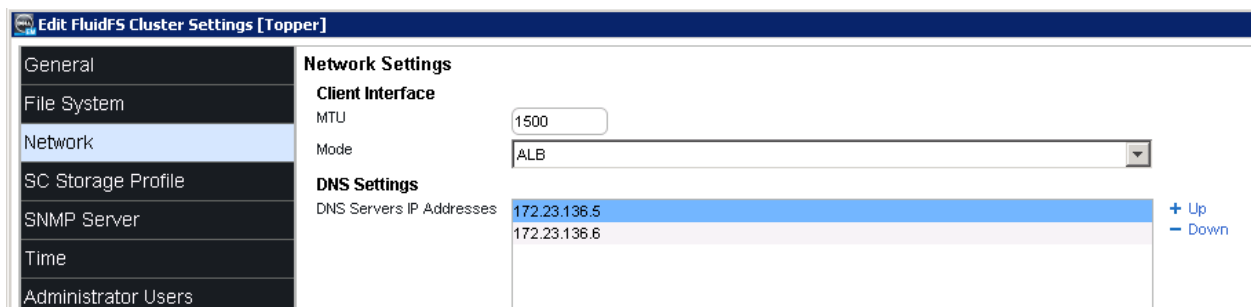 Edit FluidFS Cluster Settings [Topper]
General
File System
Network
SC Storage Profile
SNMP Server
Time
Administrator Users
Network Settings
Client Interface
MTU 1500
Mode ALB
DNS Settings
DNS Servers IP Addresses 172.23.136.5
172.23.136.6
+ Up
− Down